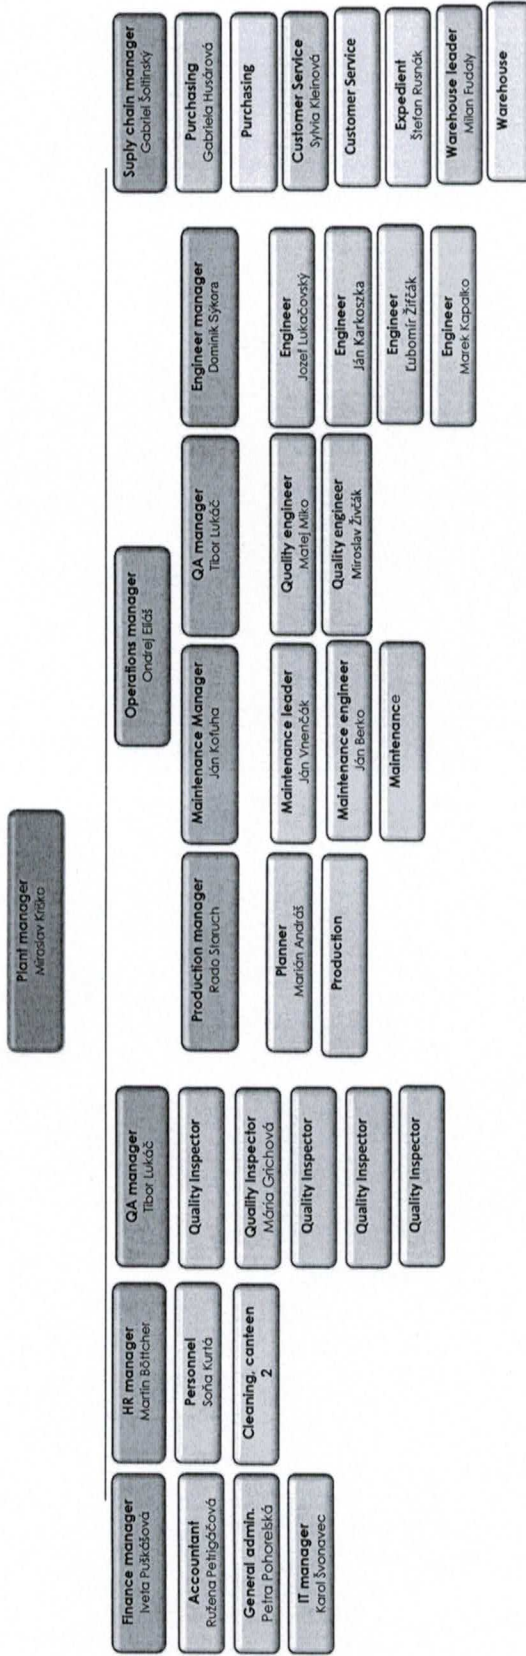 Plant manager
Miroslav Kriško
Finance manager
Iveta Puškášová
Accountant
Ružena Petrigáčová
General admin.
Petra Pohorelská
IT manager
Karol Švonavec
HR manager
Martin Böttcher
Personnel
Soňa Kurtá
Cleaning, canteen
2
QA manager
Tibor Lukáč
Quality Inspector
Quality Inspector
Mária Grichová
Quality Inspector
Quality Inspector
Quality Inspector
Operations manager
Ondrej Eliáš
Production manager
Rado Staruch
Planner
Marián Andráš
Production
Maintenance Manager
Ján Koťuha
Maintenance leader
Ján Vnenčák
Maintenance engineer
Ján Berko
Maintenance
QA manager
Tibor Lukáč
Quality engineer
Matej Miko
Quality engineer
Miroslav Živčák
Engineer manager
Dominik Sýkora
Engineer
Jozef Lukačovský
Engineer
Ján Karkoszka
Engineer
Ľubomír Žifčák
Engineer
Marek Kapalko
Suply chain manager
Gabriel Šoltinský
Purchasing
Gabriela Husárová
Purchasing
Customer Service
Sylvia Kleinová
Customer Service
Expedient
Štefan Rusnák
Warehouse leader
Milan Fudaly
Warehouse